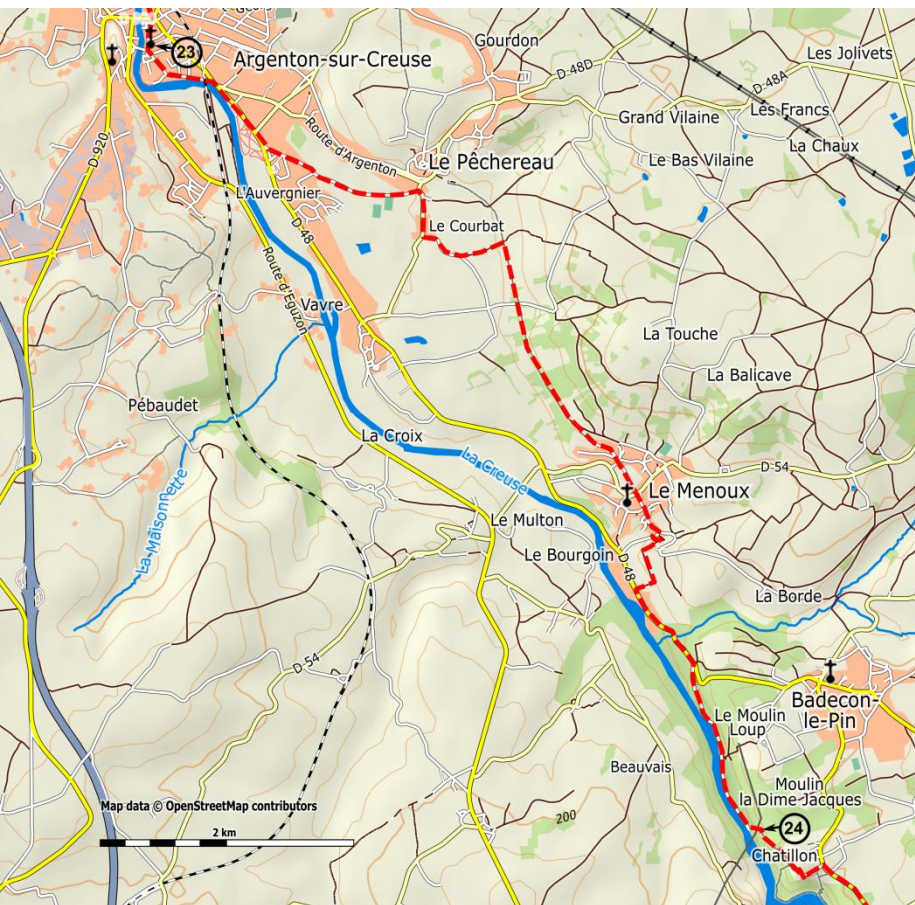 Gourdon
23
Argenton-sur-Creuse
Les Jolivets
D-48D
D-48A
Les Francs
Grand Vilaine
Route-d'Argenton
La Chaux
D 920
Le Pêchereau
Le Bas Vilaine
L'Auvergnier
Le Courbat
D-48
Route d'Eguzon
Vavre
La Touche
La Balicave
Pébaudet
La Croix
La Creuse
D 54
Le Menoux
La Maisonnette
Le Multon
Le Bourgoin
D-48
La Borde
D-54
Badecon-
le-Pin
Le Moulin
Loup
Beauvais
Moulin
la Dime Jacques
Map data © OpenStreetMap contributors
200
24
2 km
Chatillon